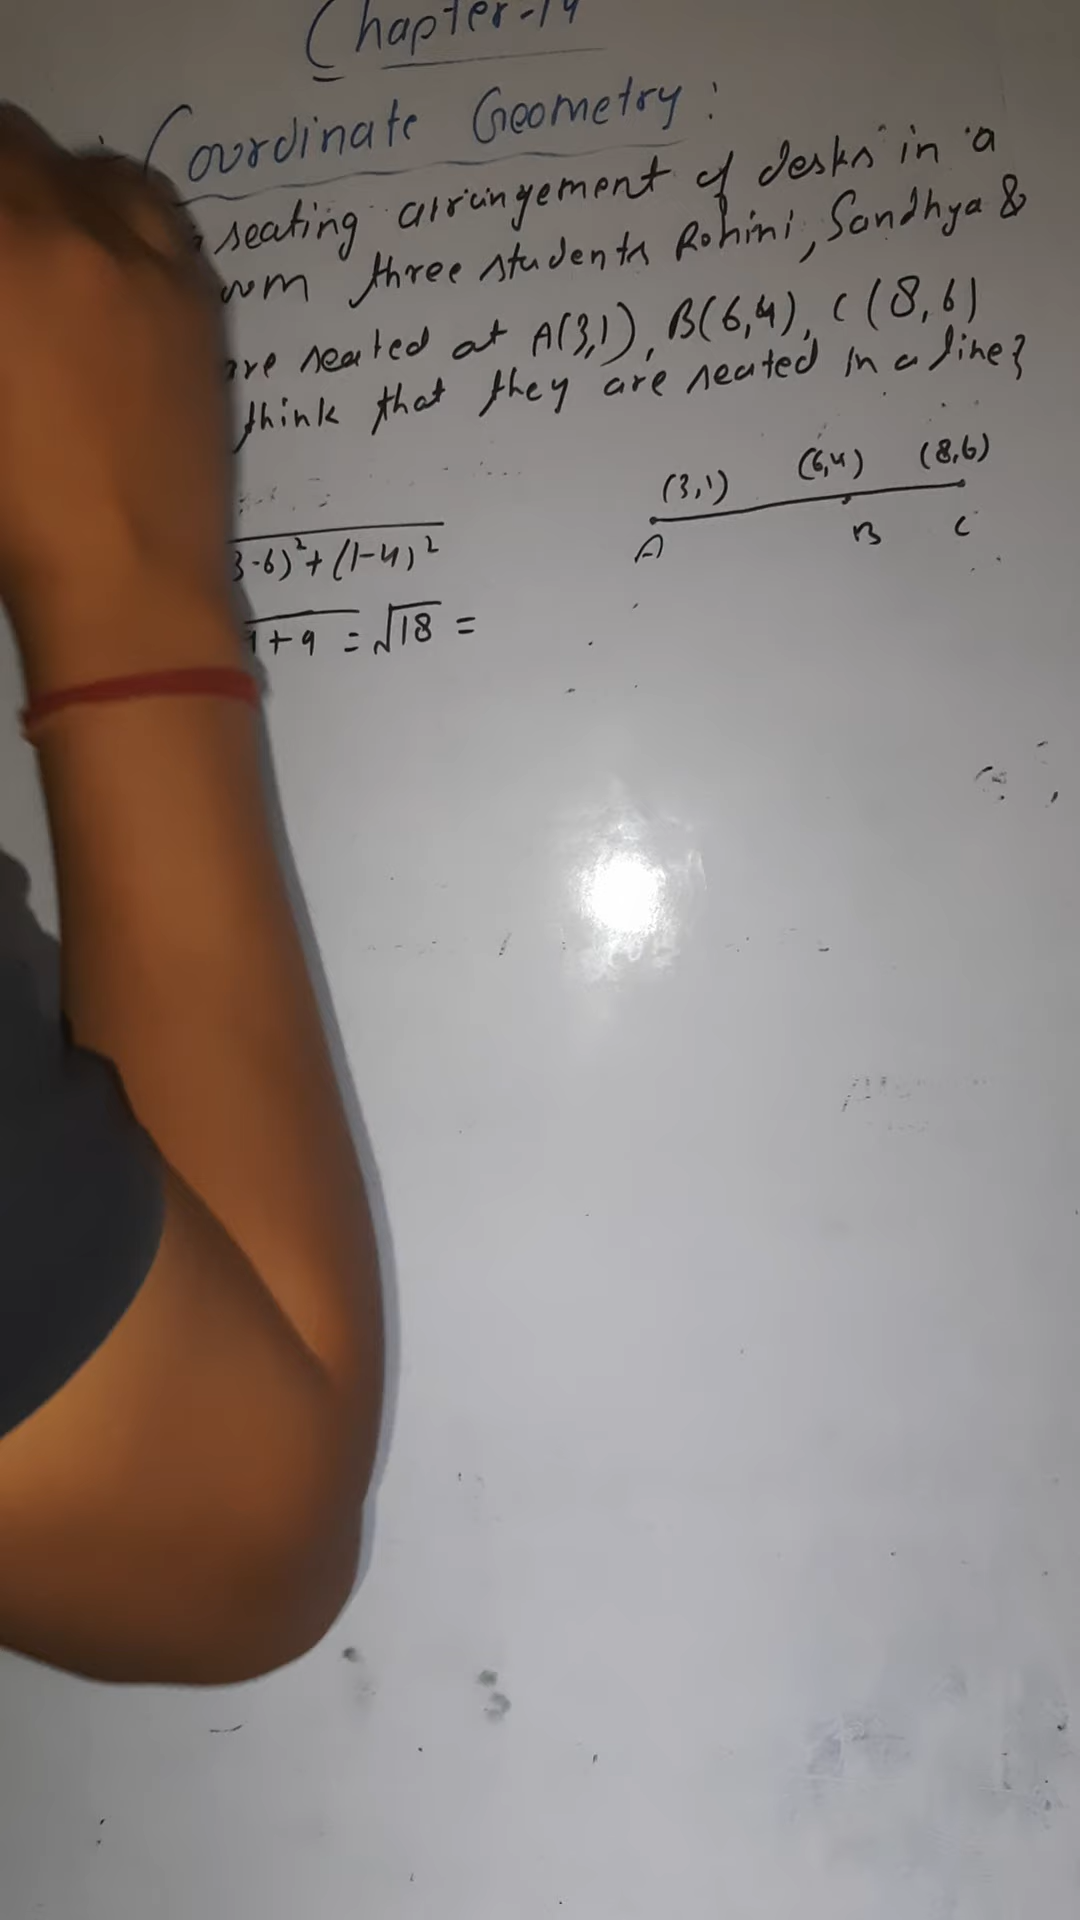 Chapter-14
Coordinate Geometry:
seating arrangement of desks in a
three students Rohini, Sandhya &
seated at A(3,1), B(6,4), C(8,6)
think that they are seated in a line?
(3,1) (6,4) (8,6)
A B C
3-6)²+(1-4)²
9+9 = √18 =